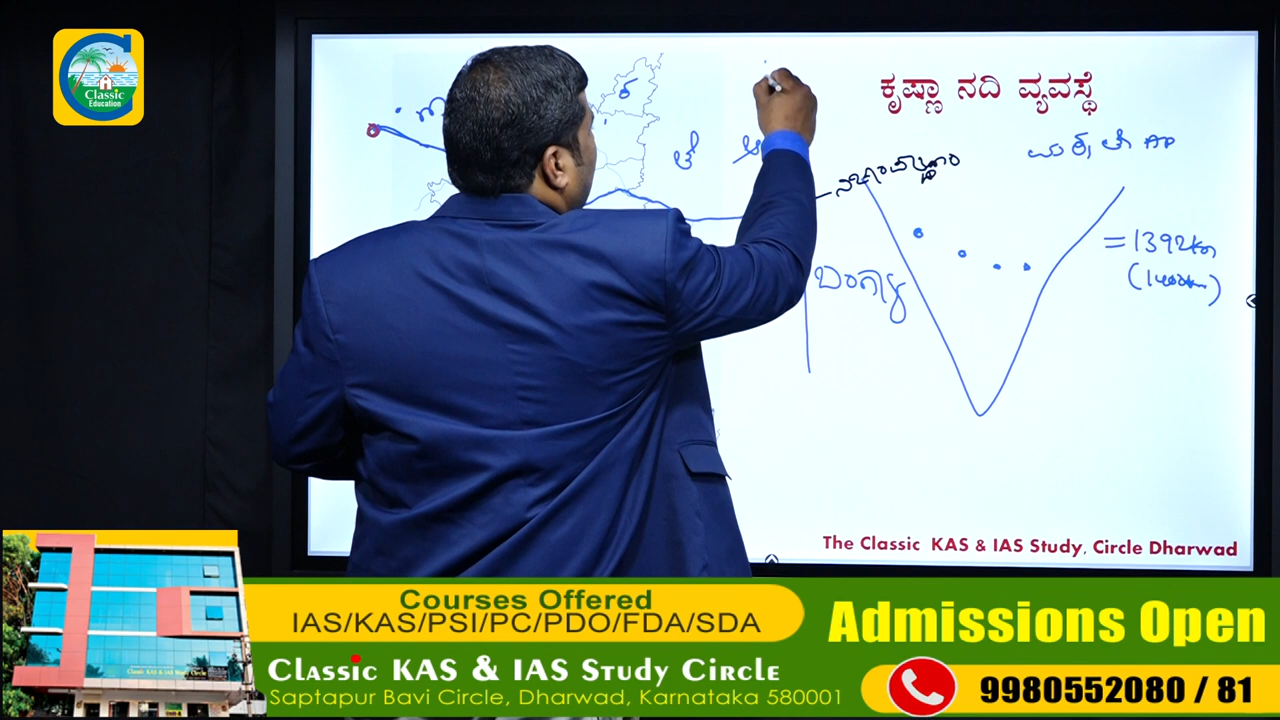 Classic
Education
ಕೃಷ್ಣಾ ನದಿ ವ್ಯವಸ್ಥೆ
= 1392km
(1400km)
The Classic KAS & IAS Study, Circle Dharwad
Courses Offered
IAS/KAS/PSI/PC/PDO/FDA/SDA
Admissions Open
Classic KAS & IAS Study Circle
Saptapur Bavi Circle, Dharwad, Karnataka 580001
9980552080 / 81